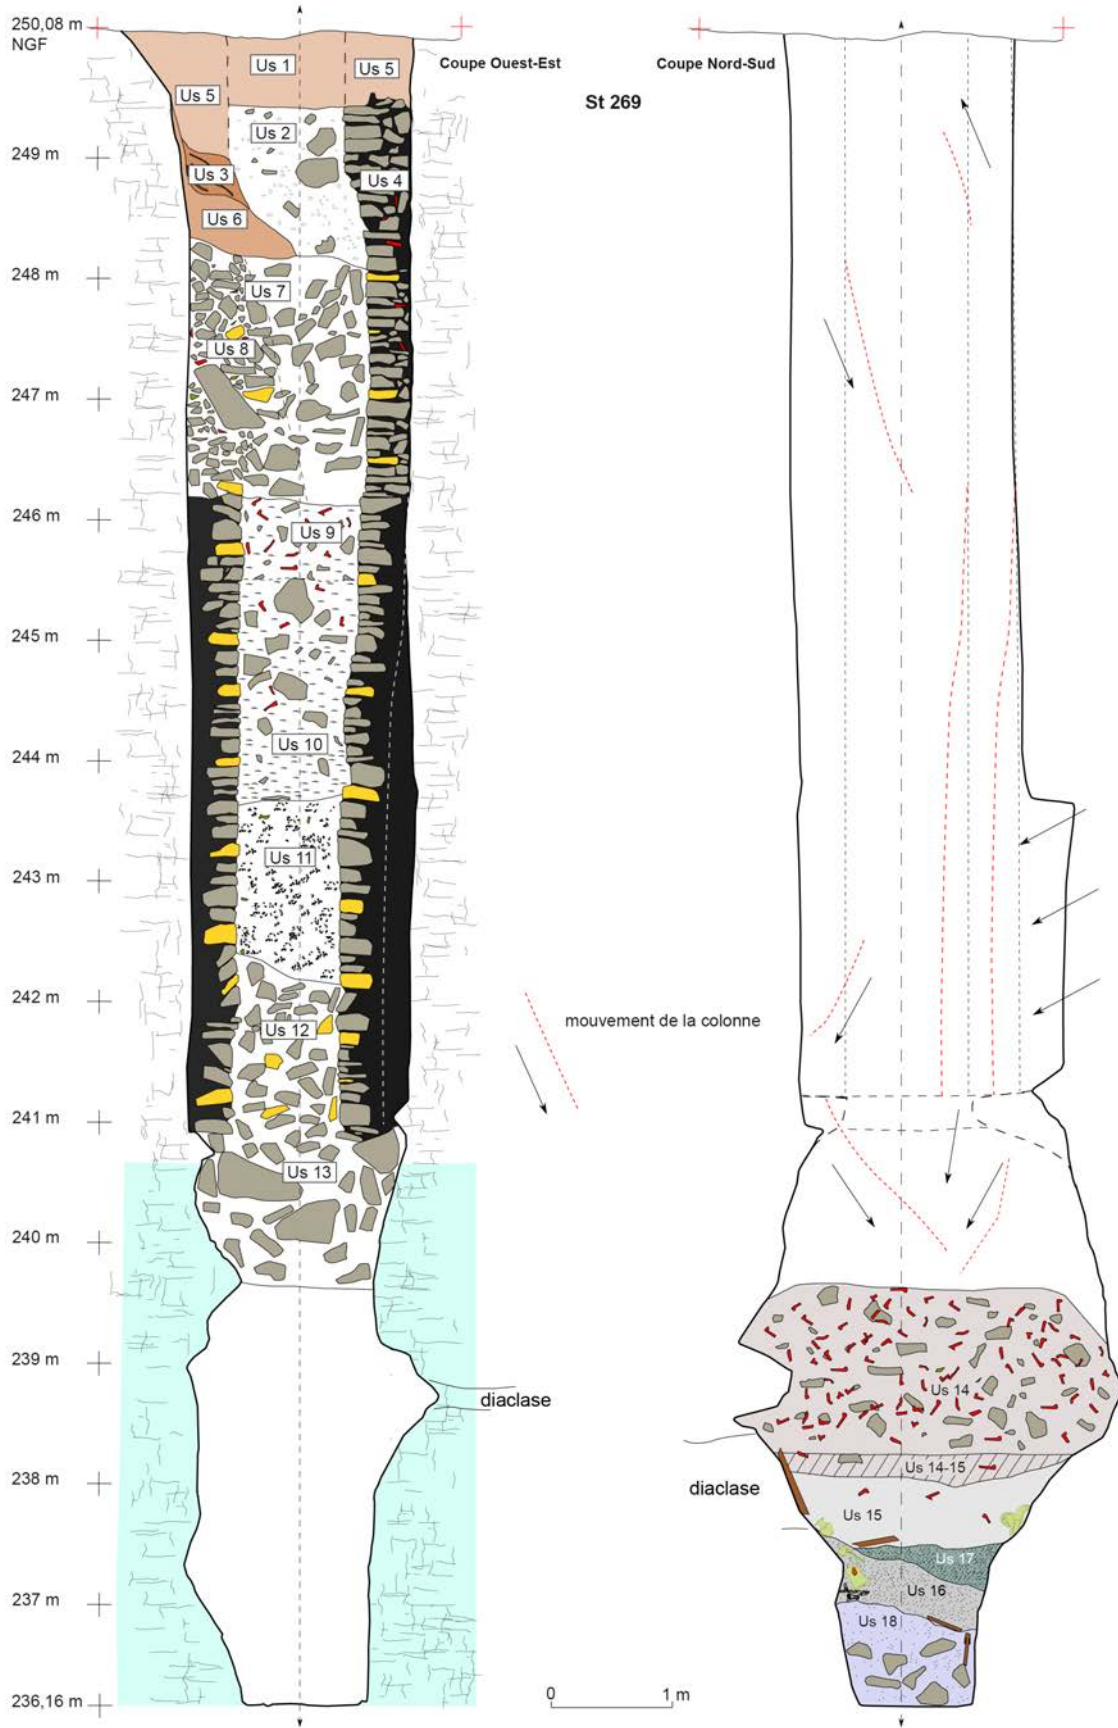 250,08 m
NGF
Coupe Ouest-Est
Coupe Nord-Sud
St 269
Us 1
Us 5
Us 5
Us 2
249 m
Us 3
Us 4
Us 6
248 m
Us 7
Us 8
247 m
246 m
Us 9
245 m
Us 10
244 m
Us 11
243 m
242 m
Us 12
mouvement de la colonne
241 m
Us 13
240 m
239 m
diaclase
Us 14
Us 14-15
238 m
diaclase
Us 15
Us 17
Us 16
237 m
Us 18
236,16 m
0
1 m